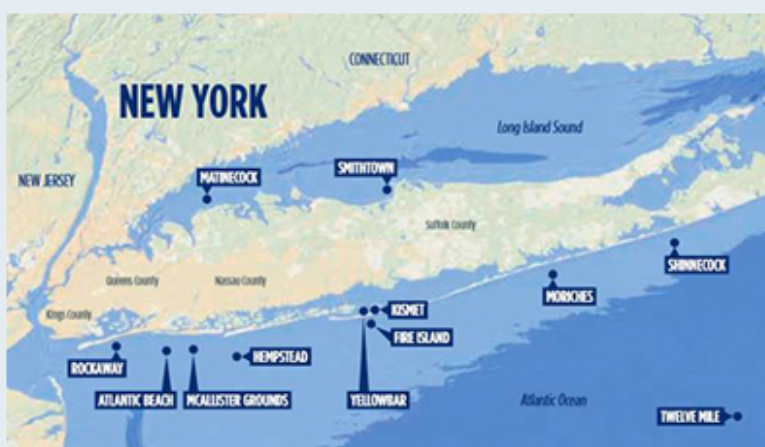 CONNECTICUT
NEW YORK
Long Island Sound
NEW JERSEY
MATINECOCK
SMITHTOWN
Suffolk County
SHINNECOCK
Queens County
Nassau County
MORICHES
Kings County
KISMET
FIRE ISLAND
ROCKAWAY
HEMPSTEAD
ATLANTIC BEACH
MCALLISTER GROUNDS
YELLOWBAR
Atlantic Ocean
TWELVE MILE